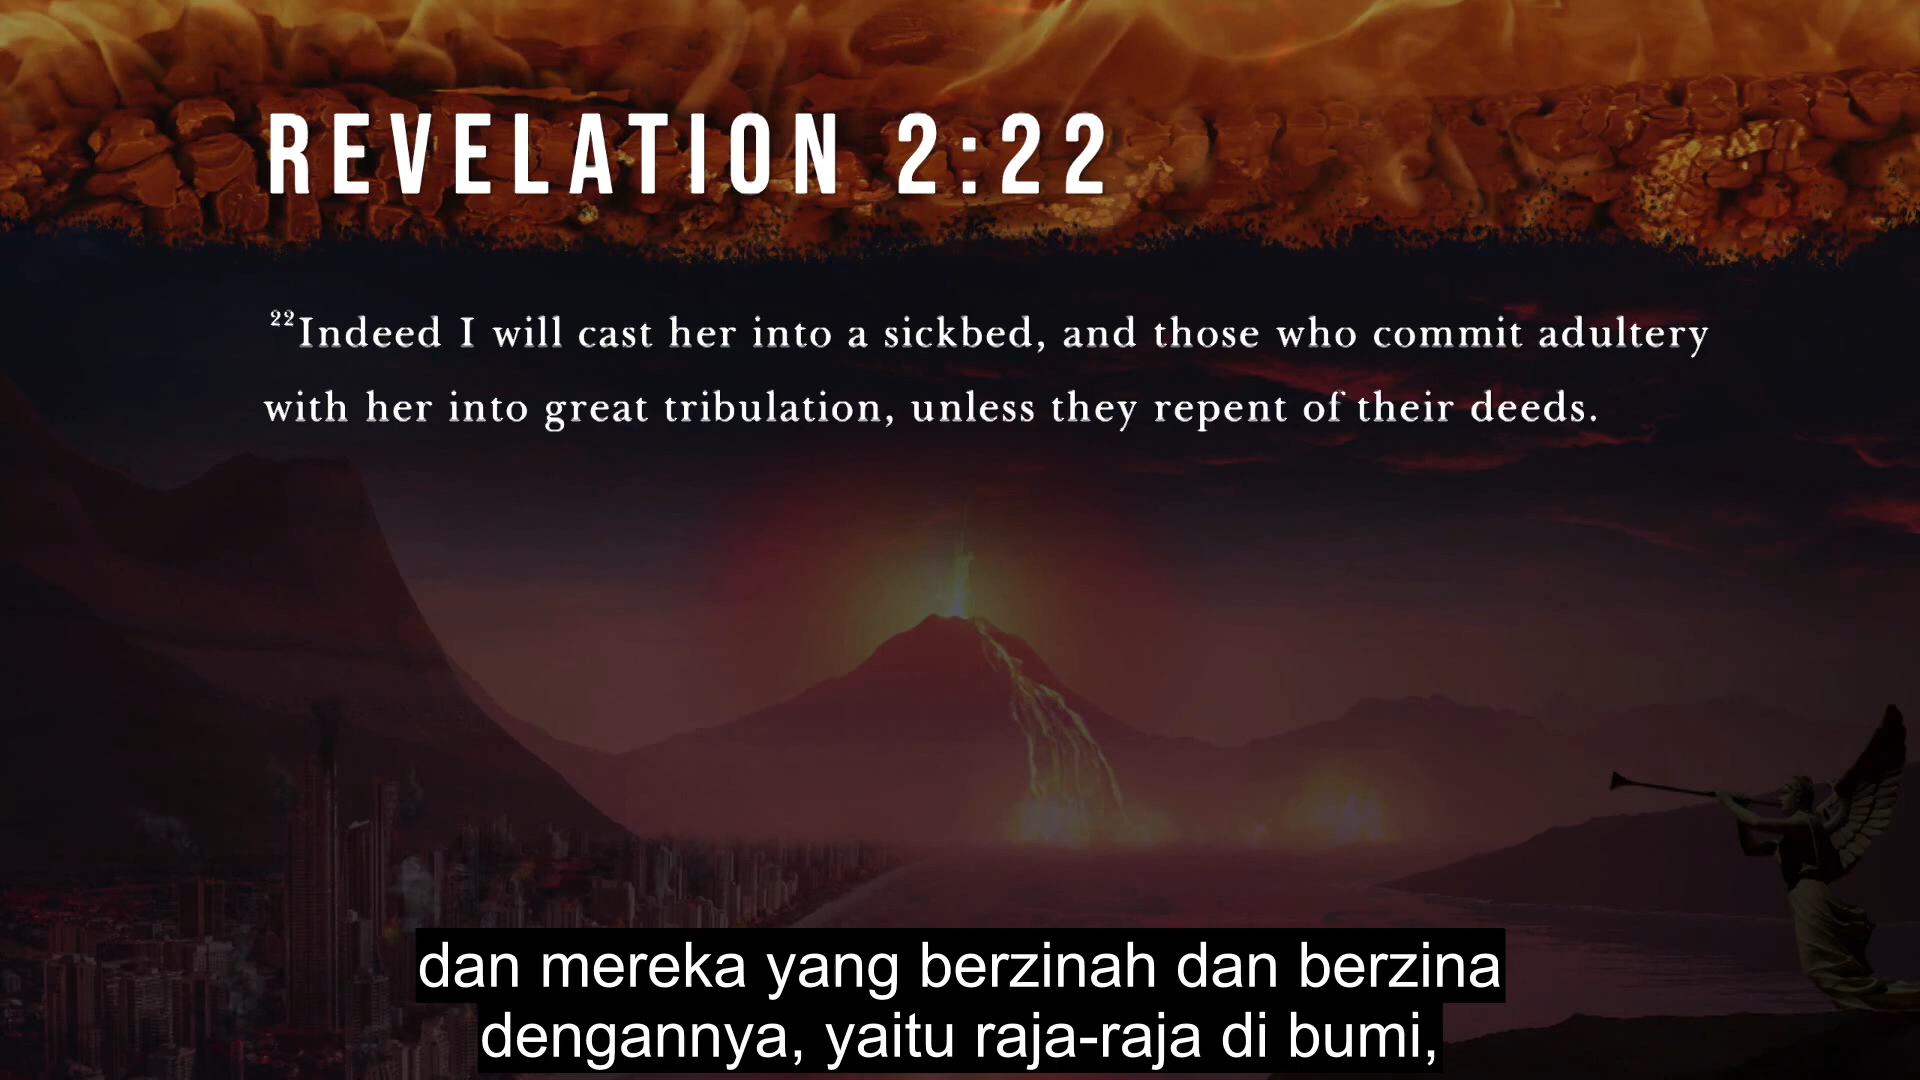 REVELATION 2:22
²²Indeed I will cast her into a sickbed, and those who commit adultery
with her into great tribulation, unless they repent of their deeds.
dan mereka yang berzinah dan berzina
dengannya, yaitu raja-raja di bumi,